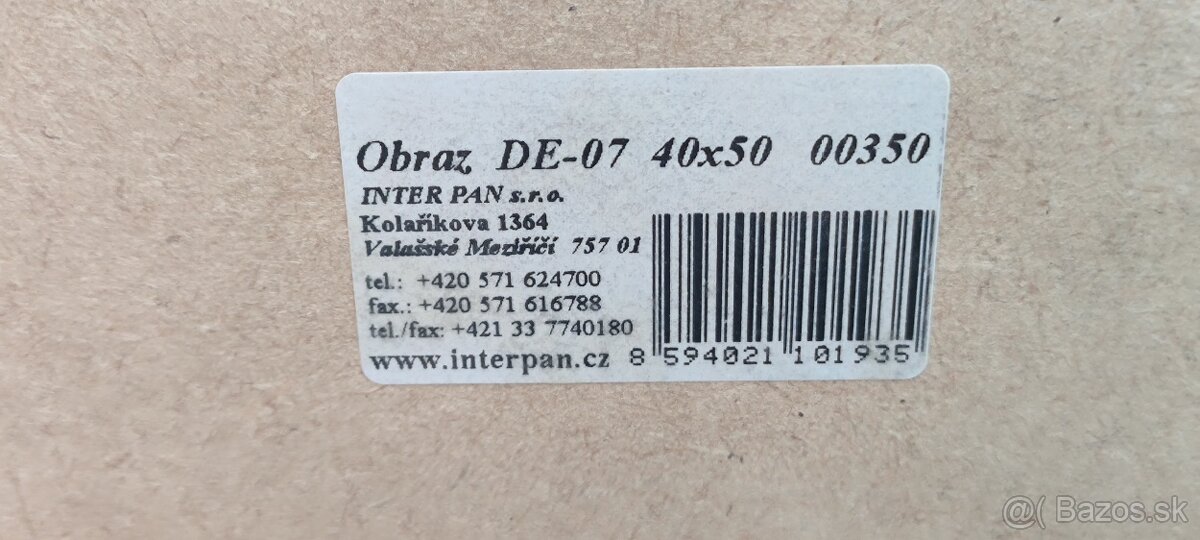 Obraz DE-07 40x50 00350
INTER PAN s.r.o.
Kolaříkova 1364
Valašské Meziříčí 757 01
tel.: +420 571 624700
fax.: +420 571 616788
tel./fax: +421 33 7740180
www.interpan.cz
8 594021 101935
@( Bazos.sk